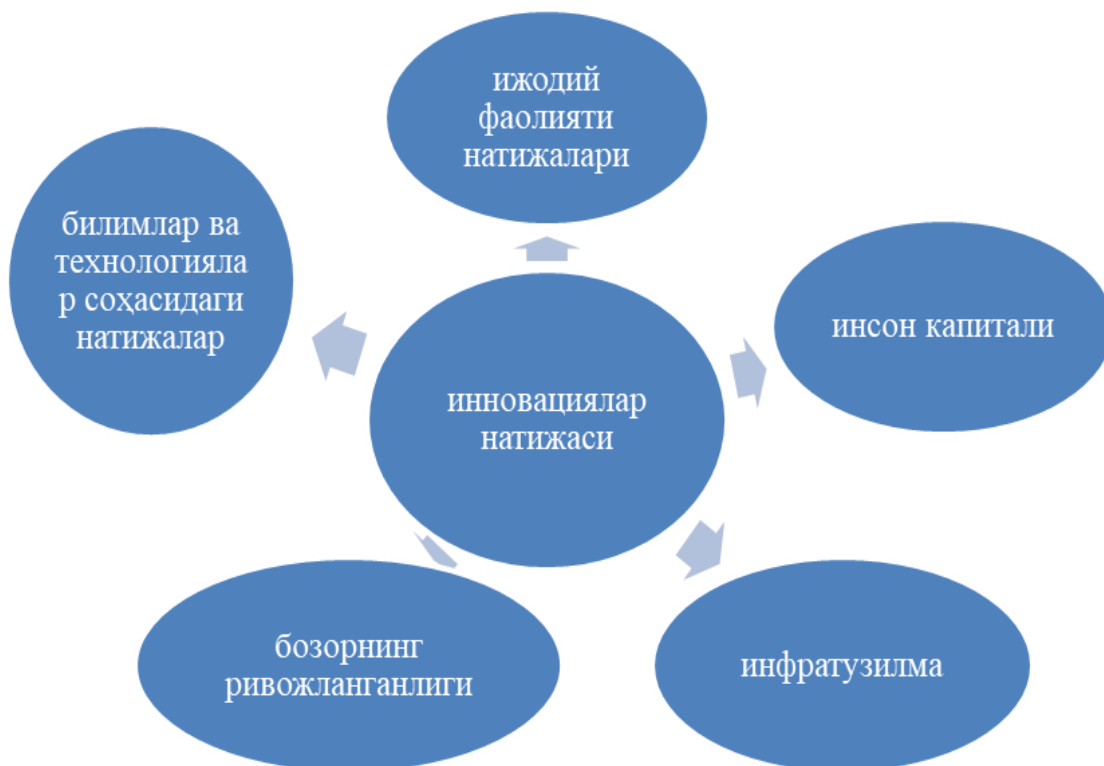 ижодий
фаолияти
натижалари
билимлар ва
технологияла
р соҳасидаги
натижалар
инсон капитали
инновациялар
натижаси
бозорнинг
ривожланганлиги
инфратузилма